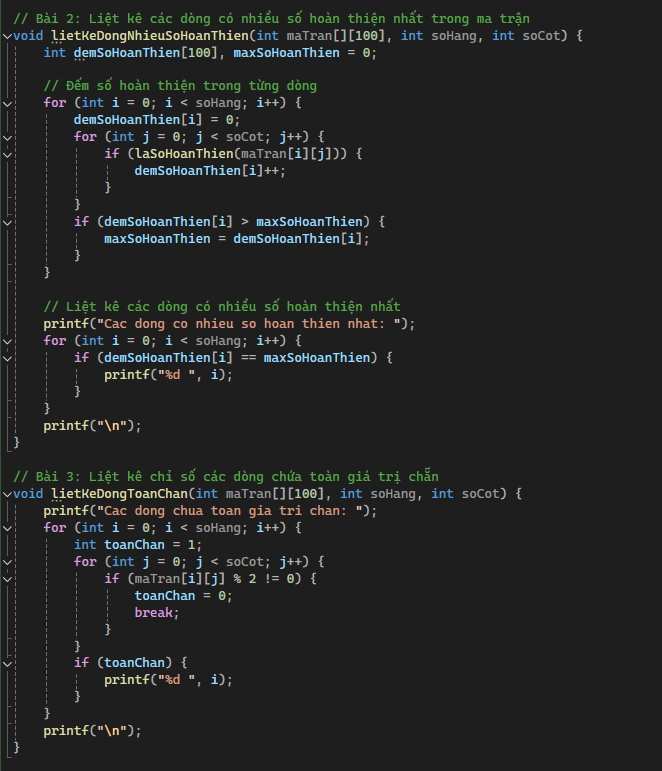 // Bài 2: Liệt kê các dòng có nhiều số hoàn thiện nhất trong ma trận
void lietKeDongNhieuSoHoanThien(int maTran[][100], int soHang, int soCot) {
    int demSoHoanThien[100], maxSoHoanThien = 0;

    // Đếm số hoàn thiện trong từng dòng
    for (int i = 0; i < soHang; i++) {
        demSoHoanThien[i] = 0;
        for (int j = 0; j < soCot; j++) {
            if (laSoHoanThien(maTran[i][j])) {
                demSoHoanThien[i]++;
            }
        }
        if (demSoHoanThien[i] > maxSoHoanThien) {
            maxSoHoanThien = demSoHoanThien[i];
        }
    }

    // Liệt kê các dòng có nhiều số hoàn thiện nhất
    printf("Cac dong co nhieu so hoan thien nhat: ");
    for (int i = 0; i < soHang; i++) {
        if (demSoHoanThien[i] == maxSoHoanThien) {
            printf("%d ", i);
        }
    }
    printf("\n");
}

// Bài 3: Liệt kê chỉ số các dòng chứa toàn giá trị chẵn
void lietKeDongToanChan(int maTran[][100], int soHang, int soCot) {
    printf("Cac dong chua toan gia tri chan: ");
    for (int i = 0; i < soHang; i++) {
        int toanChan = 1;
        for (int j = 0; j < soCot; j++) {
            if (maTran[i][j] % 2 != 0) {
                toanChan = 0;
                break;
            }
        }
        if (toanChan) {
            printf("%d ", i);
        }
    }
    printf("\n");
}